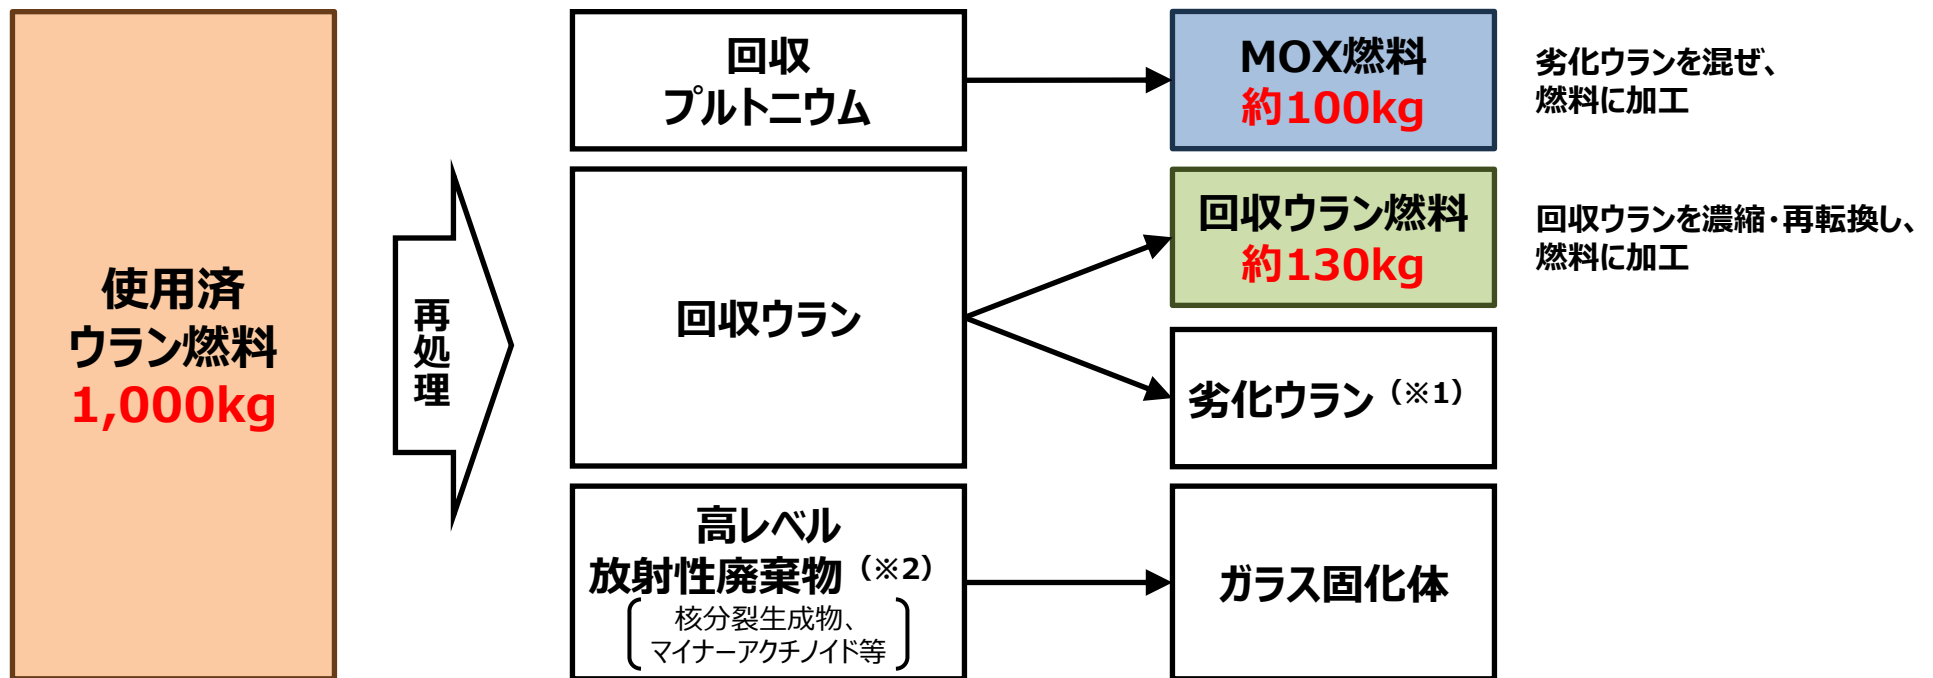 使用済
ウラン燃料
1,000kg
再処理
回収
プルトニウム
MOX燃料
約100kg
劣化ウランを混ぜ、
燃料に加工
回収ウラン
回収ウラン燃料
約130kg
回収ウランを濃縮・再転換し、
燃料に加工
劣化ウラン（※1）
高レベル
放射性廃棄物（※2）
核分裂生成物、
マイナーアクチノイド等
ガラス固化体